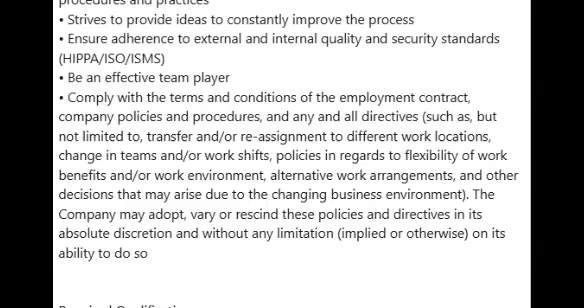 procedures and practices
• Strives to provide ideas to constantly improve the process
• Ensure adherence to external and internal quality and security standards
(HIPPA/ISO/ISMS)
• Be an effective team player
• Comply with the terms and conditions of the employment contract,
company policies and procedures, and any and all directives (such as, but
not limited to, transfer and/or re-assignment to different work locations,
change in teams and/or work shifts, policies in regards to flexibility of work
benefits and/or work environment, alternative work arrangements, and other
decisions that may arise due to the changing business environment). The
Company may adopt, vary or rescind these policies and directives in its
absolute discretion and without any limitation (implied or otherwise) on its
ability to do so